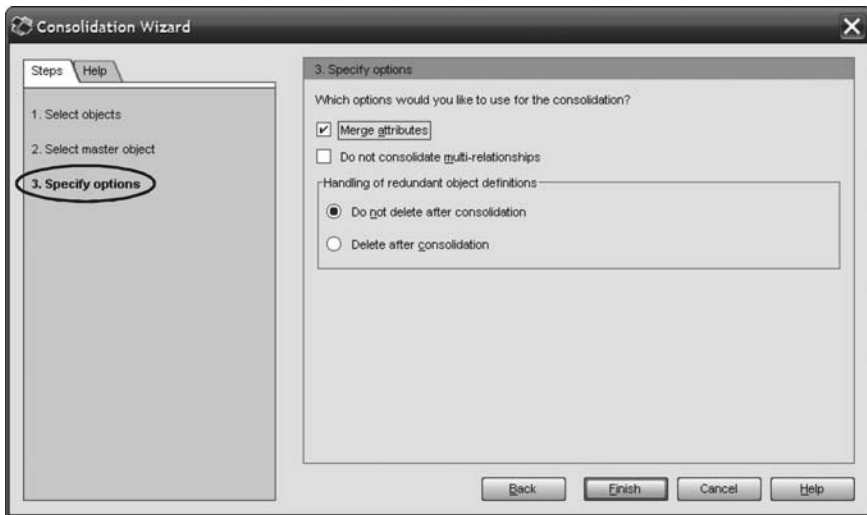 Consolidation Wizard
Steps
Help
1. Select objects
2. Select master object
3. Specify options
3. Specify options
Which options would you like to use for the consolidation?
Merge attributes
Do not consolidate multi-relationships
Handling of redundant object definitions
Do not delete after consolidation
Delete after consolidation
Back
Finish
Cancel
Help